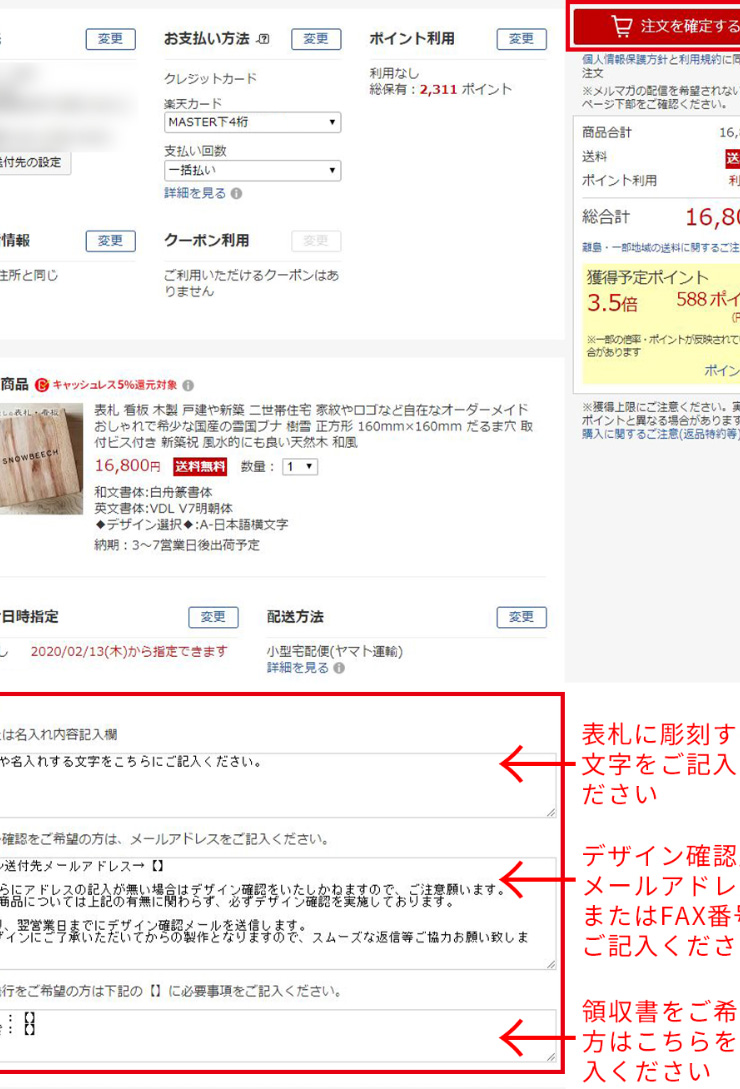 変更
お支払い方法
変更
ポイント利用
変更
注文を確定する
クレジットカード
楽天カード
MASTER下4桁
支払い回数
一括払い
詳細を見る
利用なし
総保有：2,311 ポイント
付先の設定
情報
変更
クーポン利用
変更
住所と同じ
ご利用いただけるクーポンはあ
りません
個人情報保護方針と利用規約に同
注文
※メルマガの配信を希望されない
ページ下部をご確認ください。
商品合計 16,8
送料 送
ポイント利用 利
総合計 16,80
離島・一部地域の送料に関するご注
獲得予定ポイント
3.5倍 588ポイ
※一部の倍率・ポイントが反映されてい
合があります
ポイン
※獲得上限にご注意ください。実
ポイントと異なる場合があります
購入に関するご注意(返品特約等)
商品 キャッシュレス5%還元対象
SNOWBEECH
表札 看板 木製 戸建や新築 二世帯住宅 家紋やロゴなど自在なオーダーメイド
おしゃれで希少な国産の雪国ブナ 樹雪 正方形 160mm×160mm だるま穴 取
付ビス付き 新築祝 風水的にも良い天然木 和風
16,800円 送料無料 数量： 1
和文書体:白舟篆書体
英文書体:VDL V7明朝体
◆デザイン選択◆:A-日本語横文字
納期：3～7営業日後出荷予定
日時指定
変更
配送方法
変更
し 2020/02/13(木)から指定できます
小型宅配便(ヤマト運輸)
詳細を見る
は名入れ内容記入欄
や名入れする文字をこちらにご記入ください。
確認をご希望の方は、メールアドレスをご記入ください。
送付先メールアドレス→【】
らにアドレスの記入が無い場合はデザイン確認をいたしかねますので、ご注意願います。
商品については上記の有無に関わらず、必ずデザイン確認を実施しております。
、翌営業日までにデザイン確認メールを送信します。
ザインにご了承いただいてからの製作となりますので、スムーズな返信等ご協力お願い致しま
行をご希望の方は下記の【】に必要事項をご記入ください。
：【】
：【】
表札に彫刻す
文字をご記入
ださい
デザイン確認
メールアドレ
またはFAX番号
ご記入くださ
領収書をご希
方はこちらを
入ください